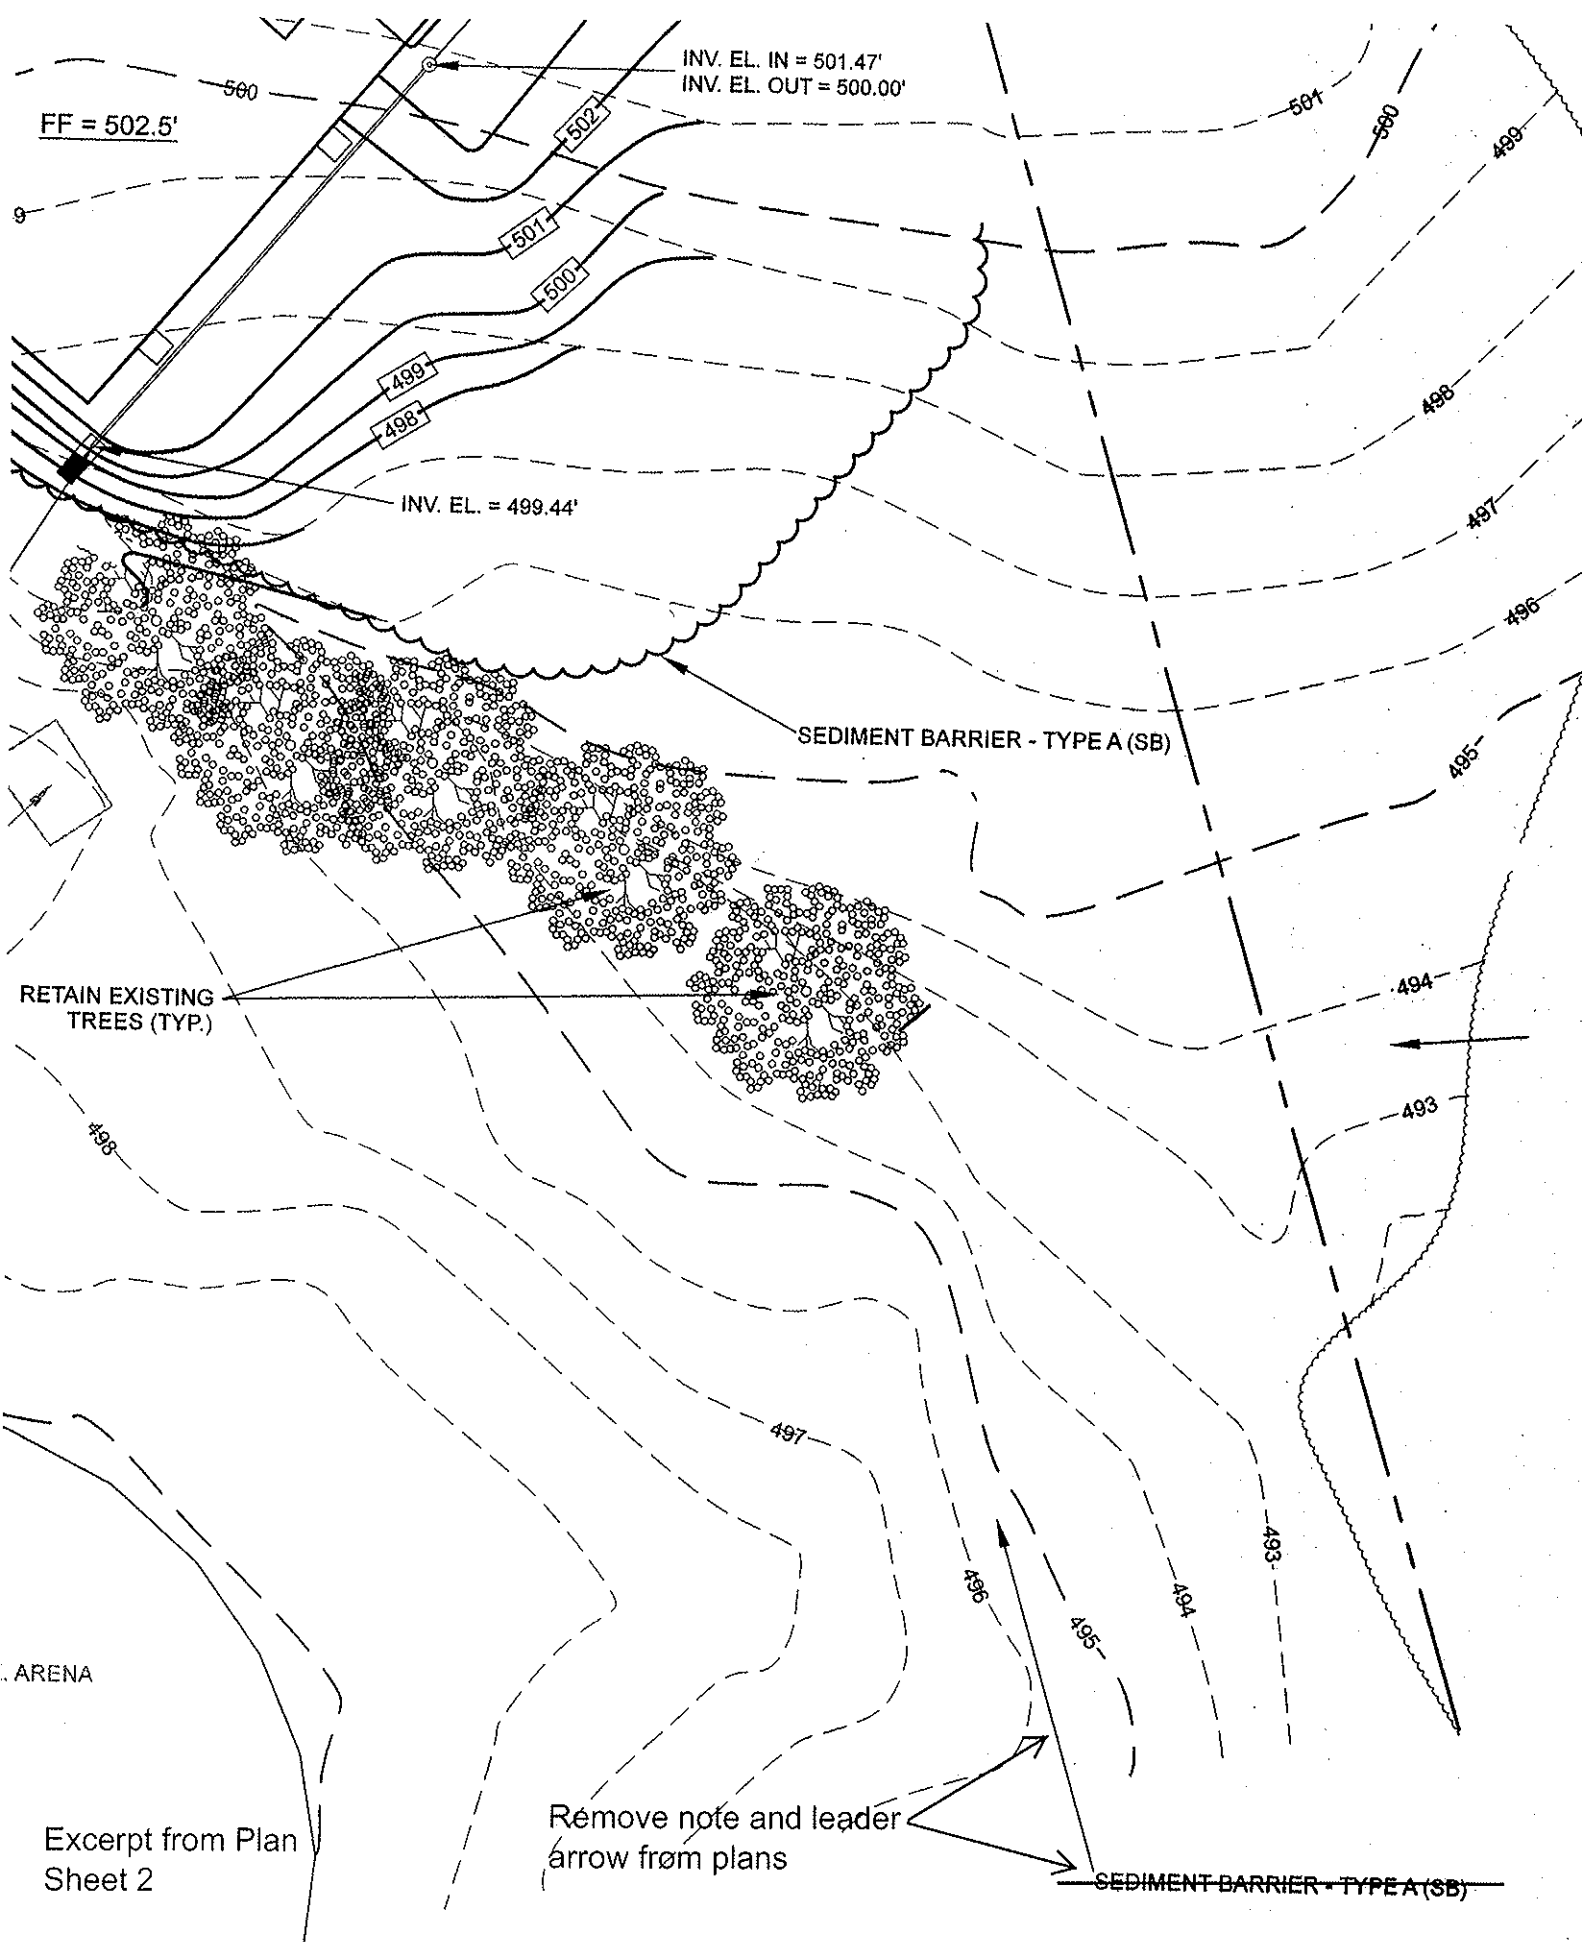 INV. EL. IN = 501.47'
INV. EL. OUT = 500.00'
500
FF = 502.5'
502
501
500
499
9
501
500
499
498
498
INV. EL. = 499.44'
497
496
SEDIMENT BARRIER - TYPE A (SB)
495
RETAIN EXISTING
TREES (TYP.)
494
493
498
497
493
496
494
495
. ARENA
Remove note and leader
arrow from plans
Excerpt from Plan
Sheet 2
SEDIMENT BARRIER - TYPE A (SB)